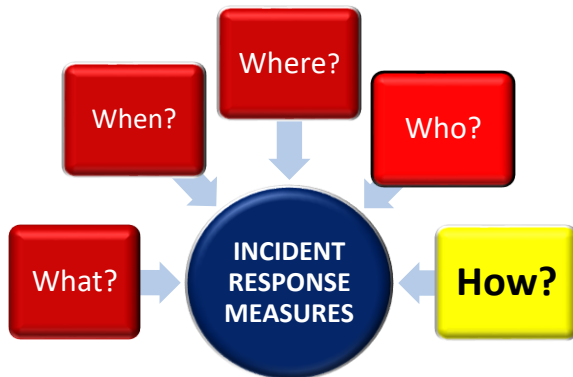 Where?
When?
Who?
What?
INCIDENT
RESPONSE
MEASURES
How?